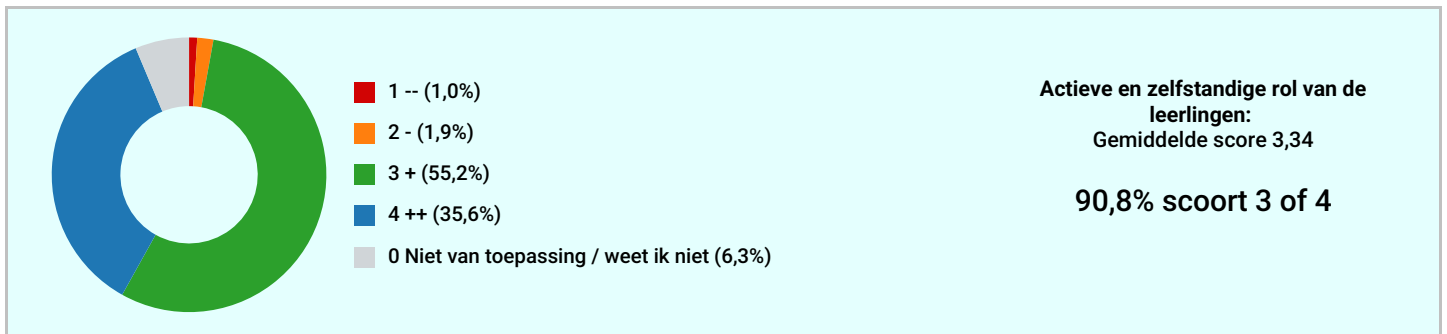 1 -- (1,0%)
2 - (1,9%)
3 + (55,2%)
4 ++ (35,6%)
0 Niet van toepassing / weet ik niet (6,3%)
Actieve en zelfstandige rol van de
leerlingen:
Gemiddelde score 3,34
90,8% scoort 3 of 4